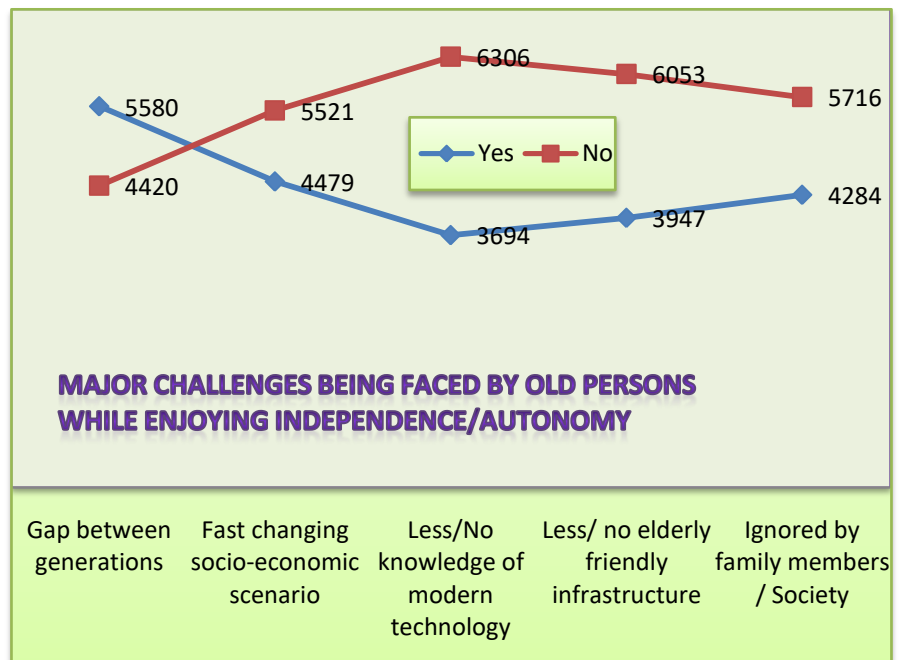 6306
6053
5580
5521
5716
Yes No
4420
4479
4284
3694
3947
MAJOR CHALLENGES BEING FACED BY OLD PERSONS
WHILE ENJOYING INDEPENDENCE/AUTONOMY
Gap between
generations
Fast changing
socio-economic
scenario
Less/No
knowledge of
modern
technology
Less/ no elderly
friendly
infrastructure
Ignored by
family members
/ Society